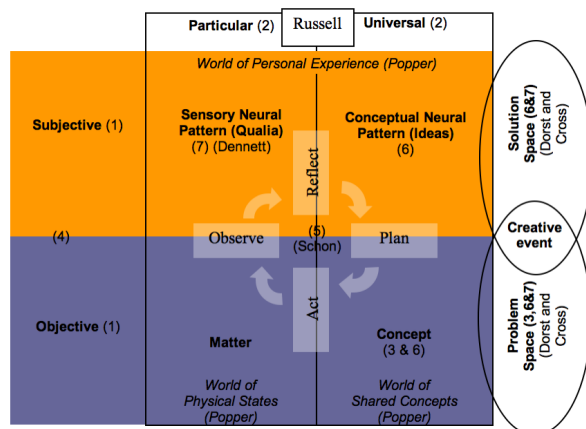 Particular (2)
Russell
Universal (2)
World of Personal Experience (Popper)
Subjective (1)
Sensory Neural
Pattern (Qualia)
(7) (Dennett)
Conceptual Neural
Pattern (Ideas)
(6)
Solution
Space (6&7)
(Dorst and
Cross)
Reflect
(4)
Observe
(5)
(Schon)
Plan
Creative
event
Act
Objective (1)
Matter
Concept
(3 & 6)
Problem
Space (3,6&7)
(Dorst and
Cross)
World of
Physical States
(Popper)
World of
Shared Concepts
(Popper)